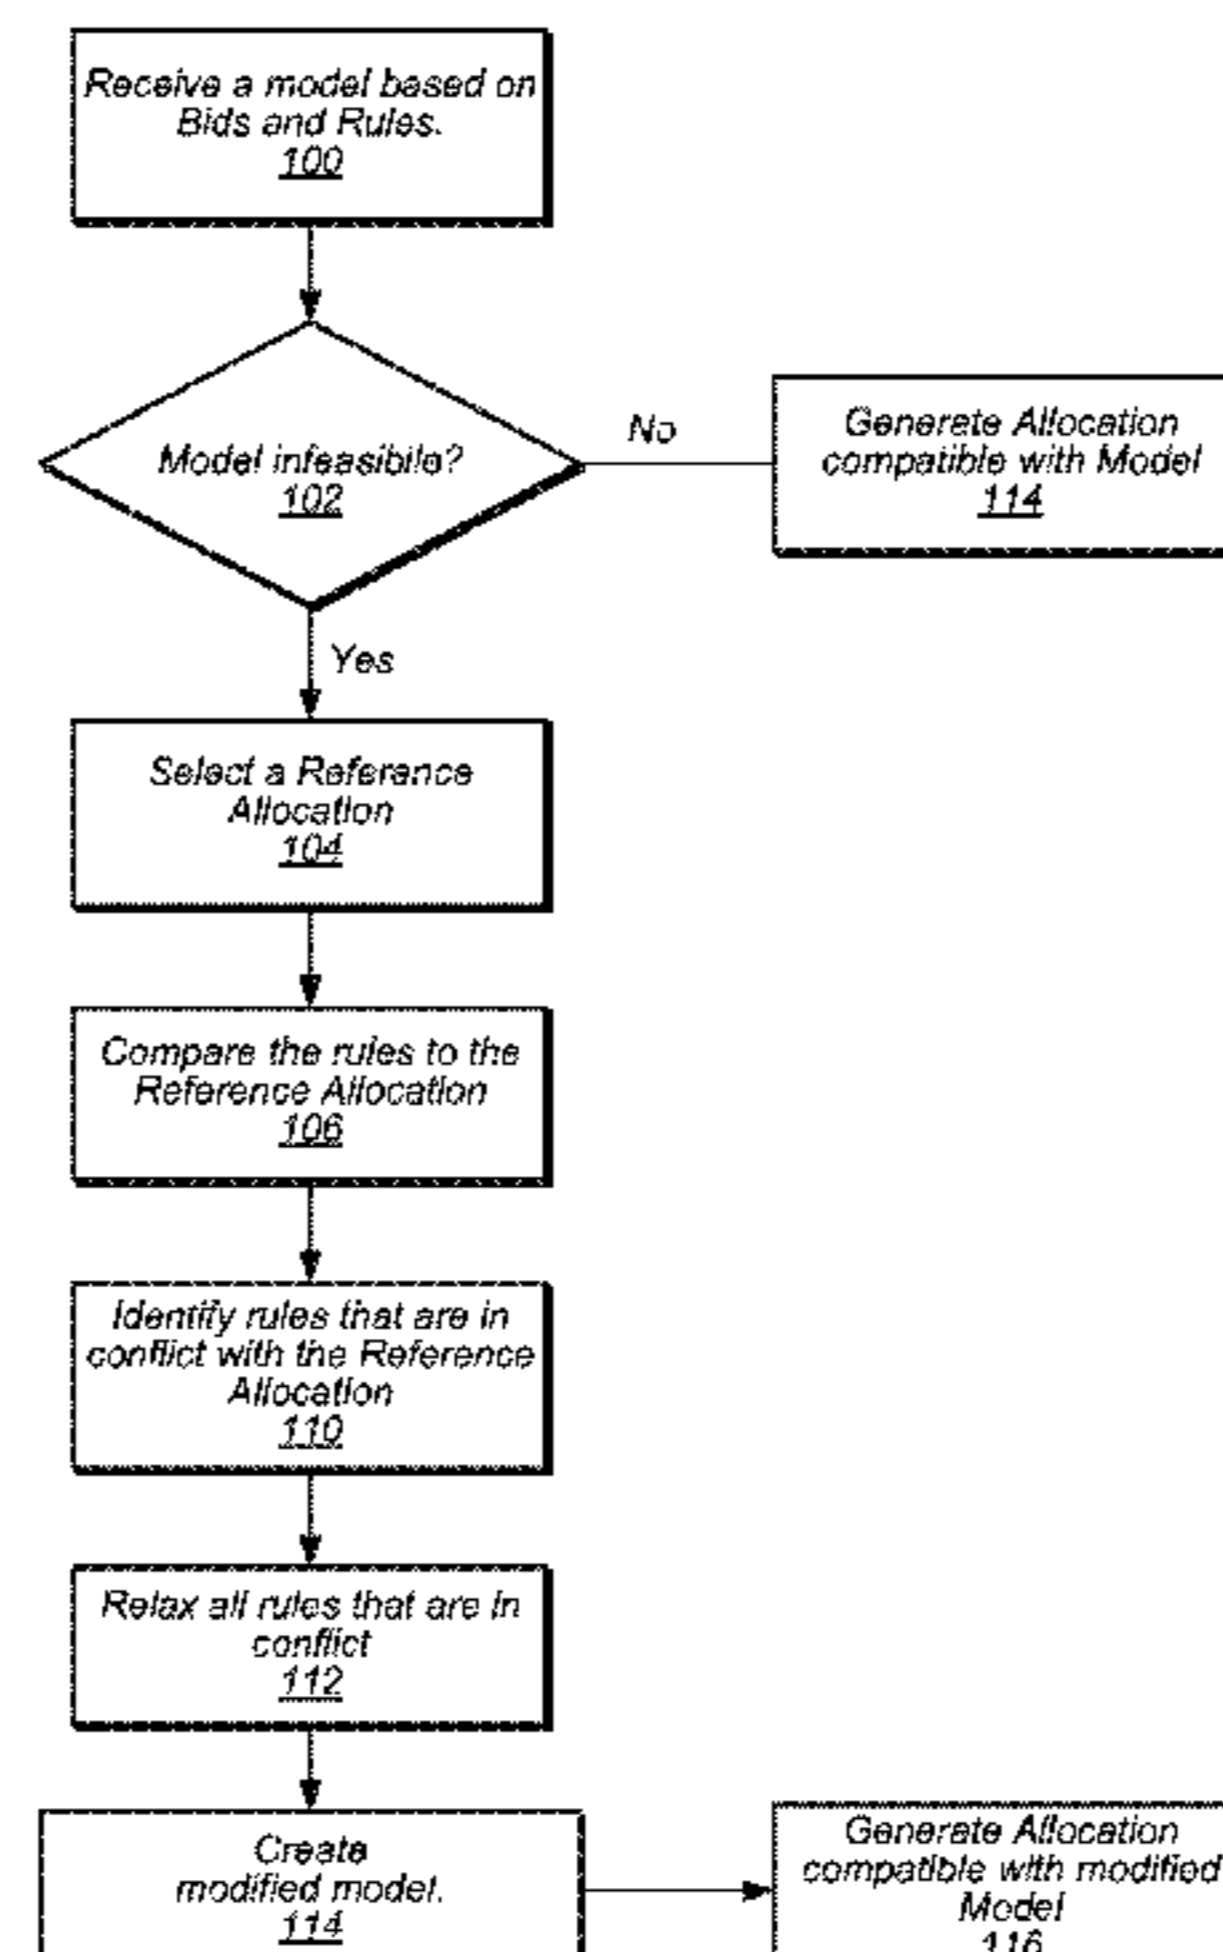 Receive a model based on
Bids and Rules.
100
Model infeasibile?
102
No
Generate Allocation
compatible with Model
114
Yes
Select a Reference
Allocation
104
Compare the rules to the
Reference Allocation
106
Identify rules that are in
conflict with the Reference
Allocation
110
Relax all rules that are in
conflict
112
Create
modified model.
114
Generate Allocation
compatible with modified
Model
116